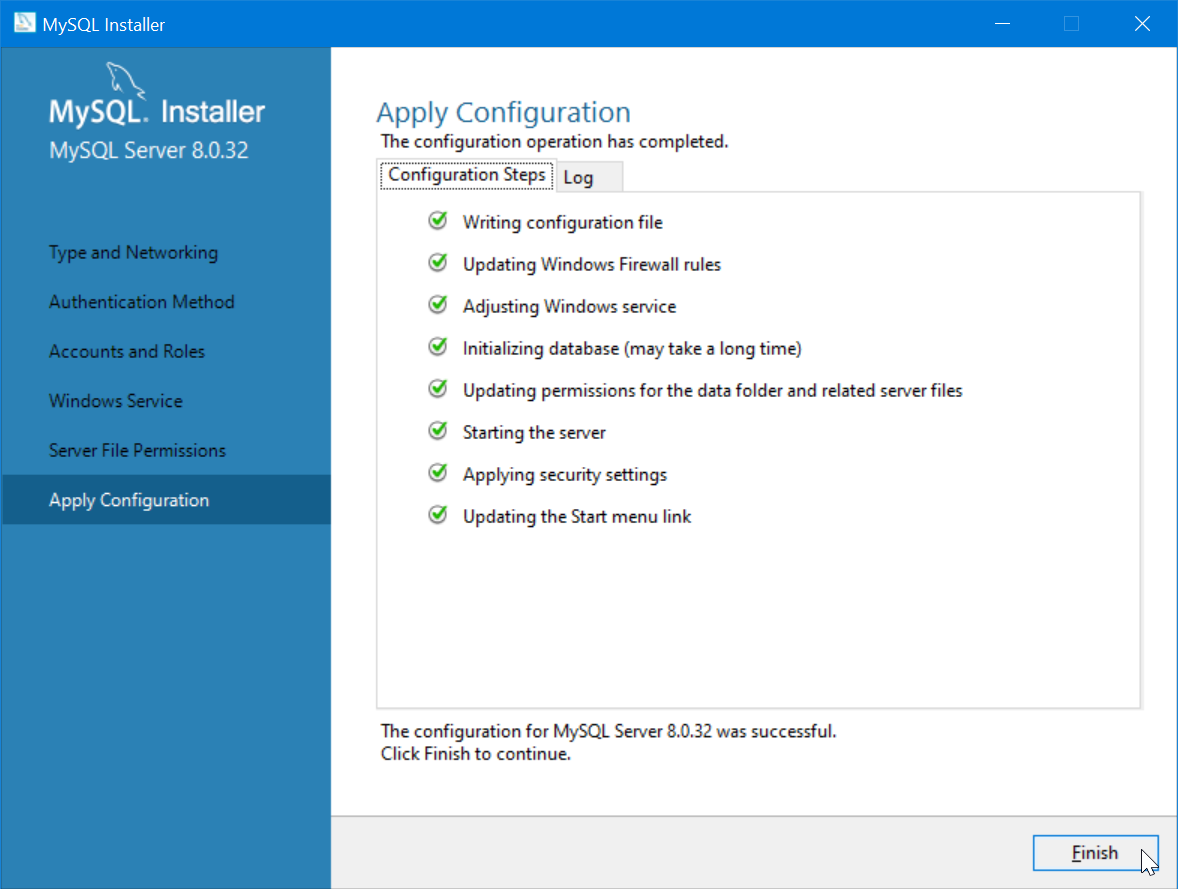 MySQL Installer
MySQL. Installer
MySQL Server 8.0.32
Type and Networking
Authentication Method
Accounts and Roles
Windows Service
Server File Permissions
Apply Configuration
Apply Configuration
The configuration operation has completed.
Configuration Steps Log
Writing configuration file
Updating Windows Firewall rules
Adjusting Windows service
Initializing database (may take a long time)
Updating permissions for the data folder and related server files
Starting the server
Applying security settings
Updating the Start menu link
The configuration for MySQL Server 8.0.32 was successful.
Click Finish to continue.
Finish